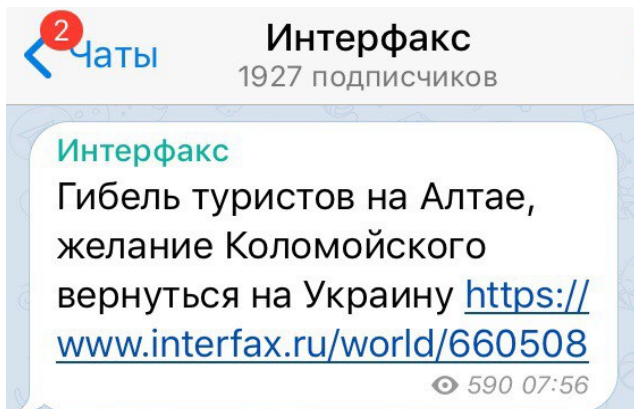 2
Чаты
Интерфакс
1927 подписчиков
Интерфакс
Гибель туристов на Алтае,
желание Коломойского
вернуться на Украину https://
www.interfax.ru/world/660508
590 07:56